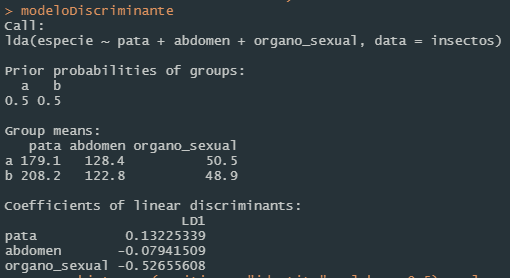 > modeloDiscriminante
Call:
lda(especie ~ pata + abdomen + organo_sexual, data = insectos)
Prior probabilities of groups:
a b
0.5 0.5
Group means:
pata abdomen organo_sexual
a 179.1 128.4 50.5
b 208.2 122.8 48.9
Coefficients of linear discriminants:
LD1
pata 0.13225339
abdomen -0.07941509
organo_sexual -0.52655608